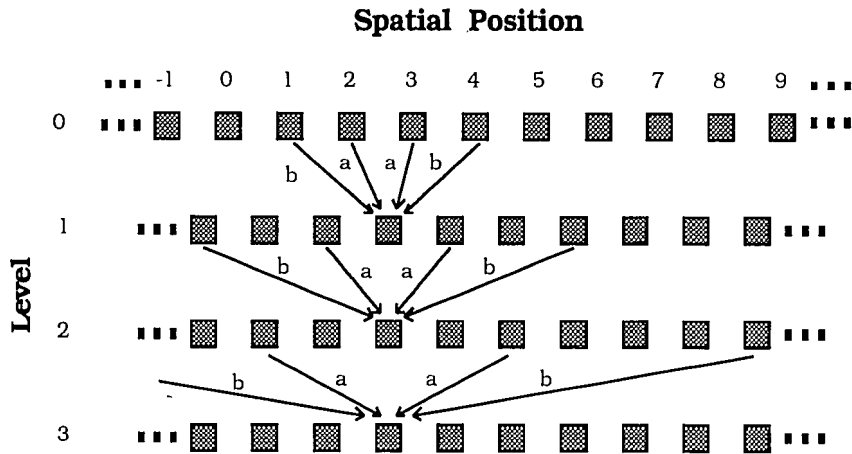 Spatial Position
-1 0 1 2 3 4 5 6 7 8 9
0
b a a b
1
b a a b
Level
2
b a a b
3